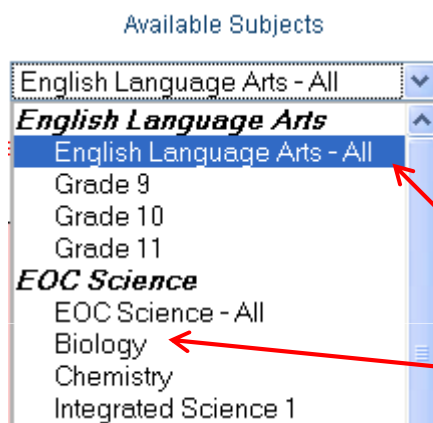 Available Subjects
English Language Arts - All
English Language Arts
English Language Arts - All
Grade 9
Grade 10
Grade 11
EOC Science
EOC Science - All
Biology
Chemistry
Integrated Science 1